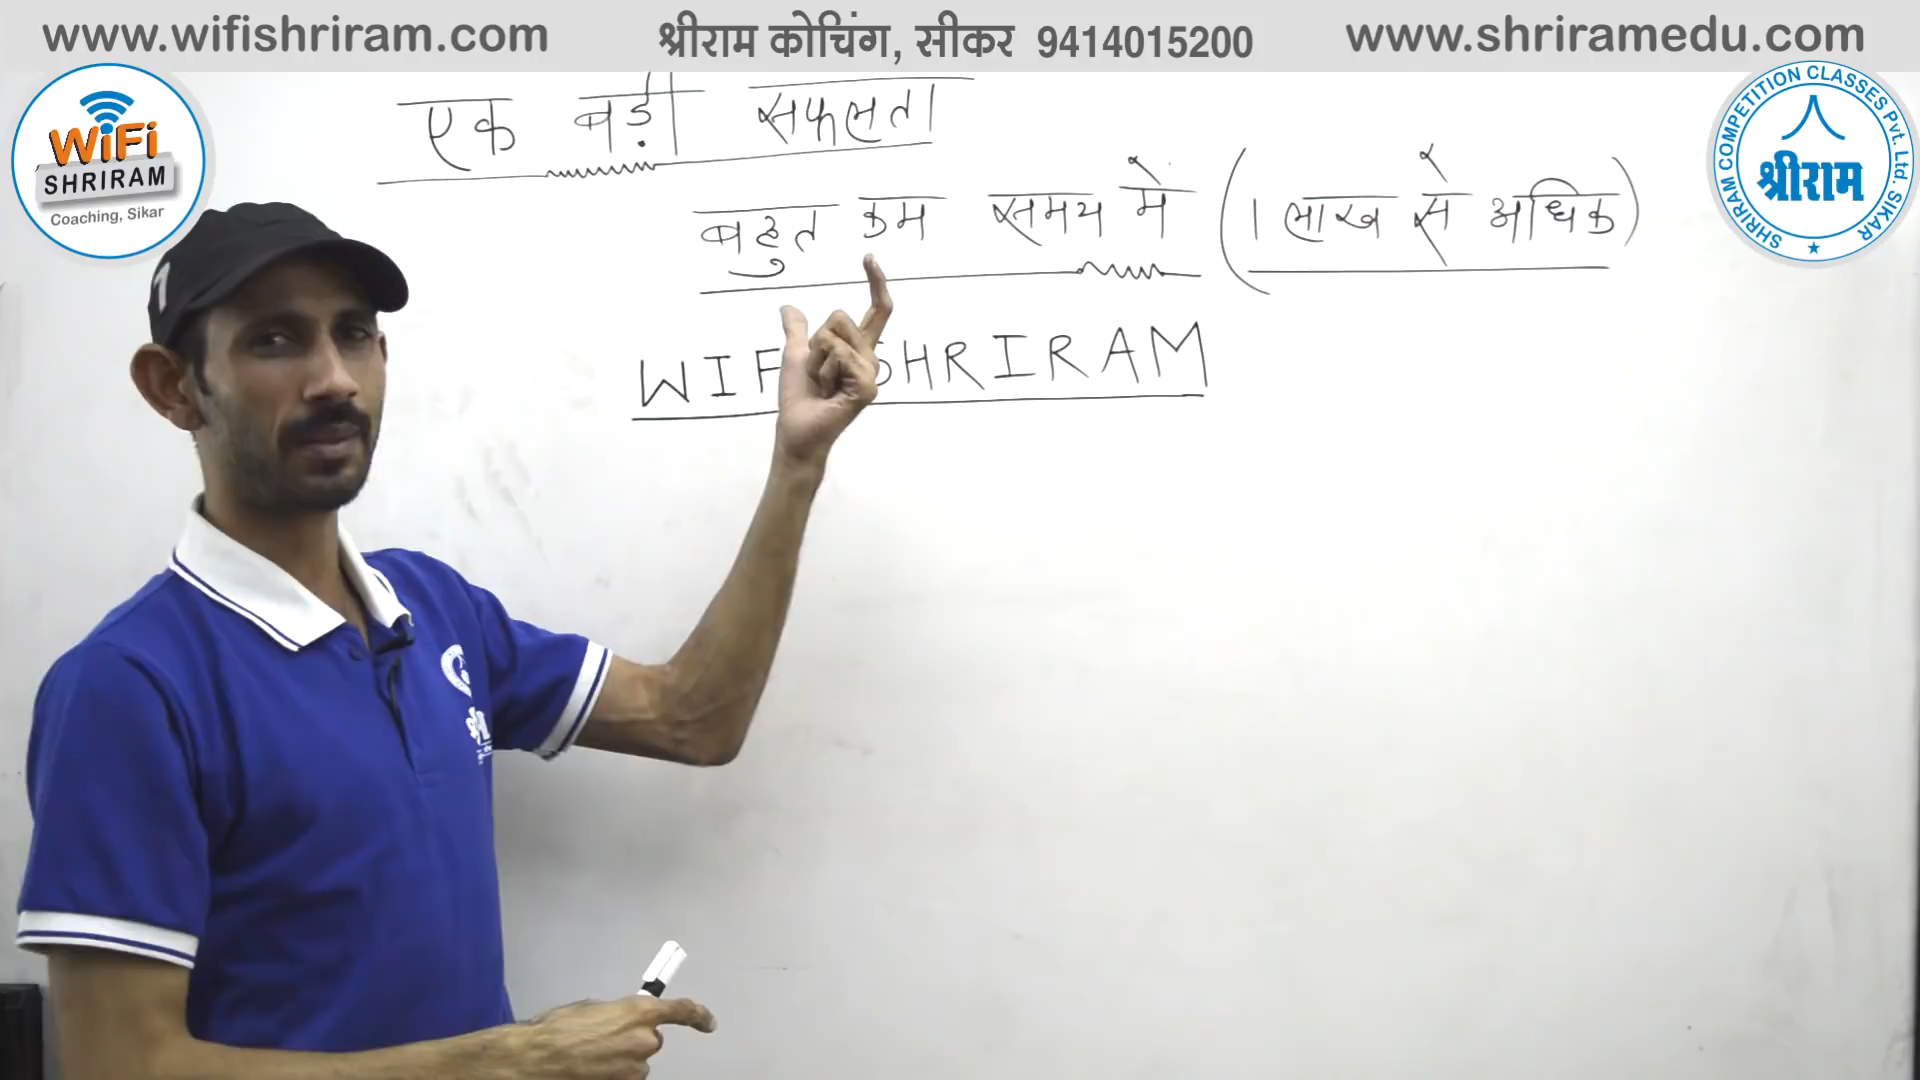 www.wifishriram.com
श्रीराम कोचिंग, सीकर 9414015200
www.shriramedu.com
WiFi
SHRIRAM
Coaching, Sikar
SHRIRAM COMPETITION CLASSES Pvt. Ltd. SIKAR
श्रीराम
एक बड़ी सफलता
बहुत कम समय में (1 लाख से अधिक)
WIF SHRIRAM